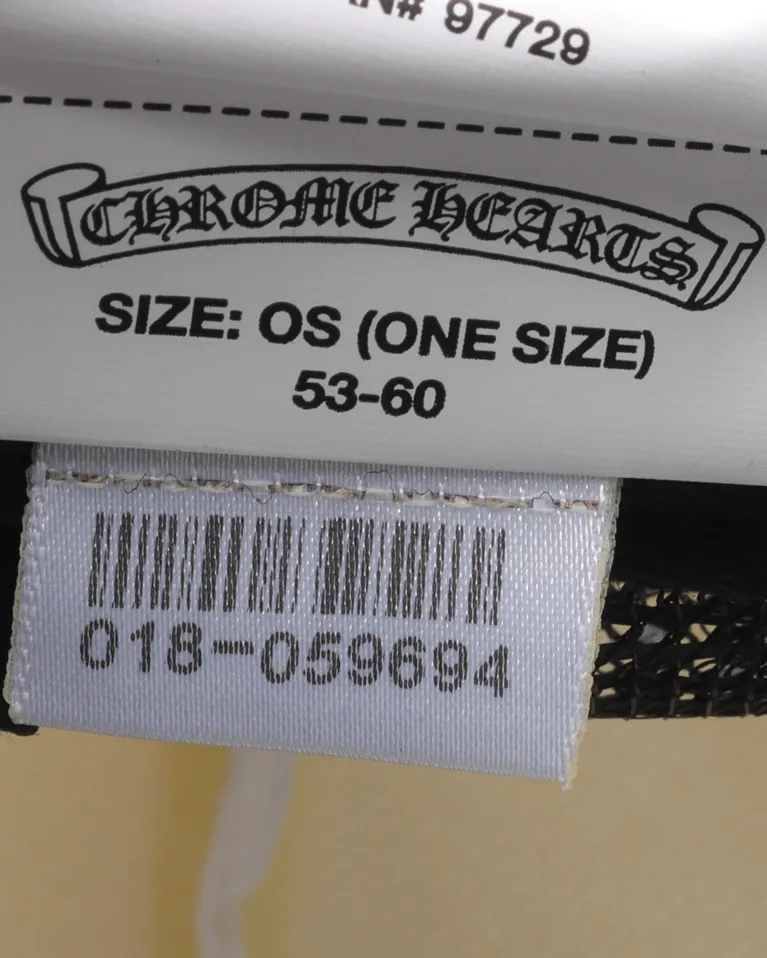 N# 97729
CHROME HEARTS
SIZE: OS (ONE SIZE)
53-60
018-059694